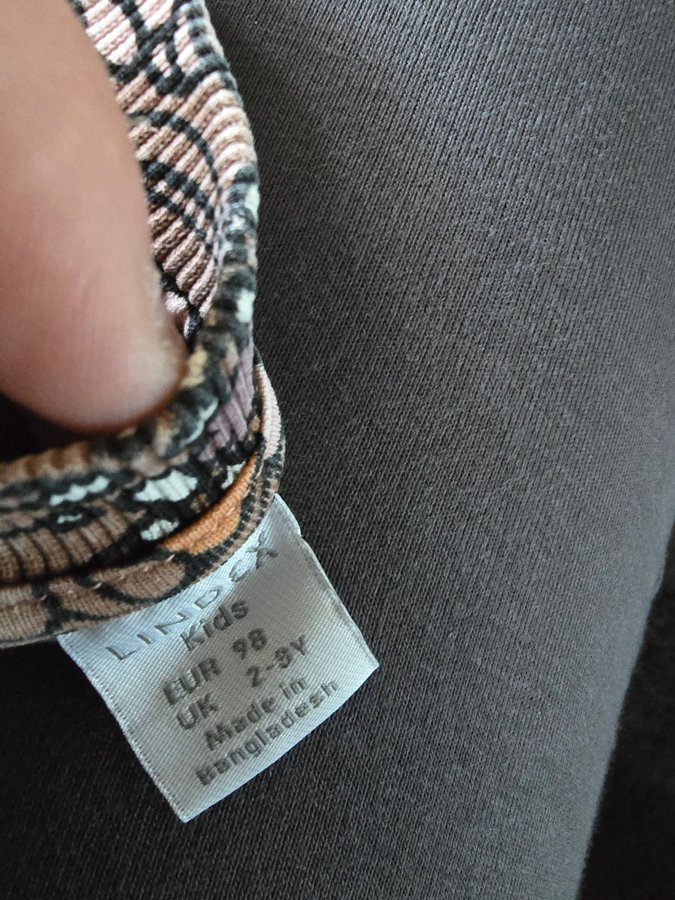 LINDEX
Kids
EUR 98
UK 2-3Y
Made in
Bangladesh